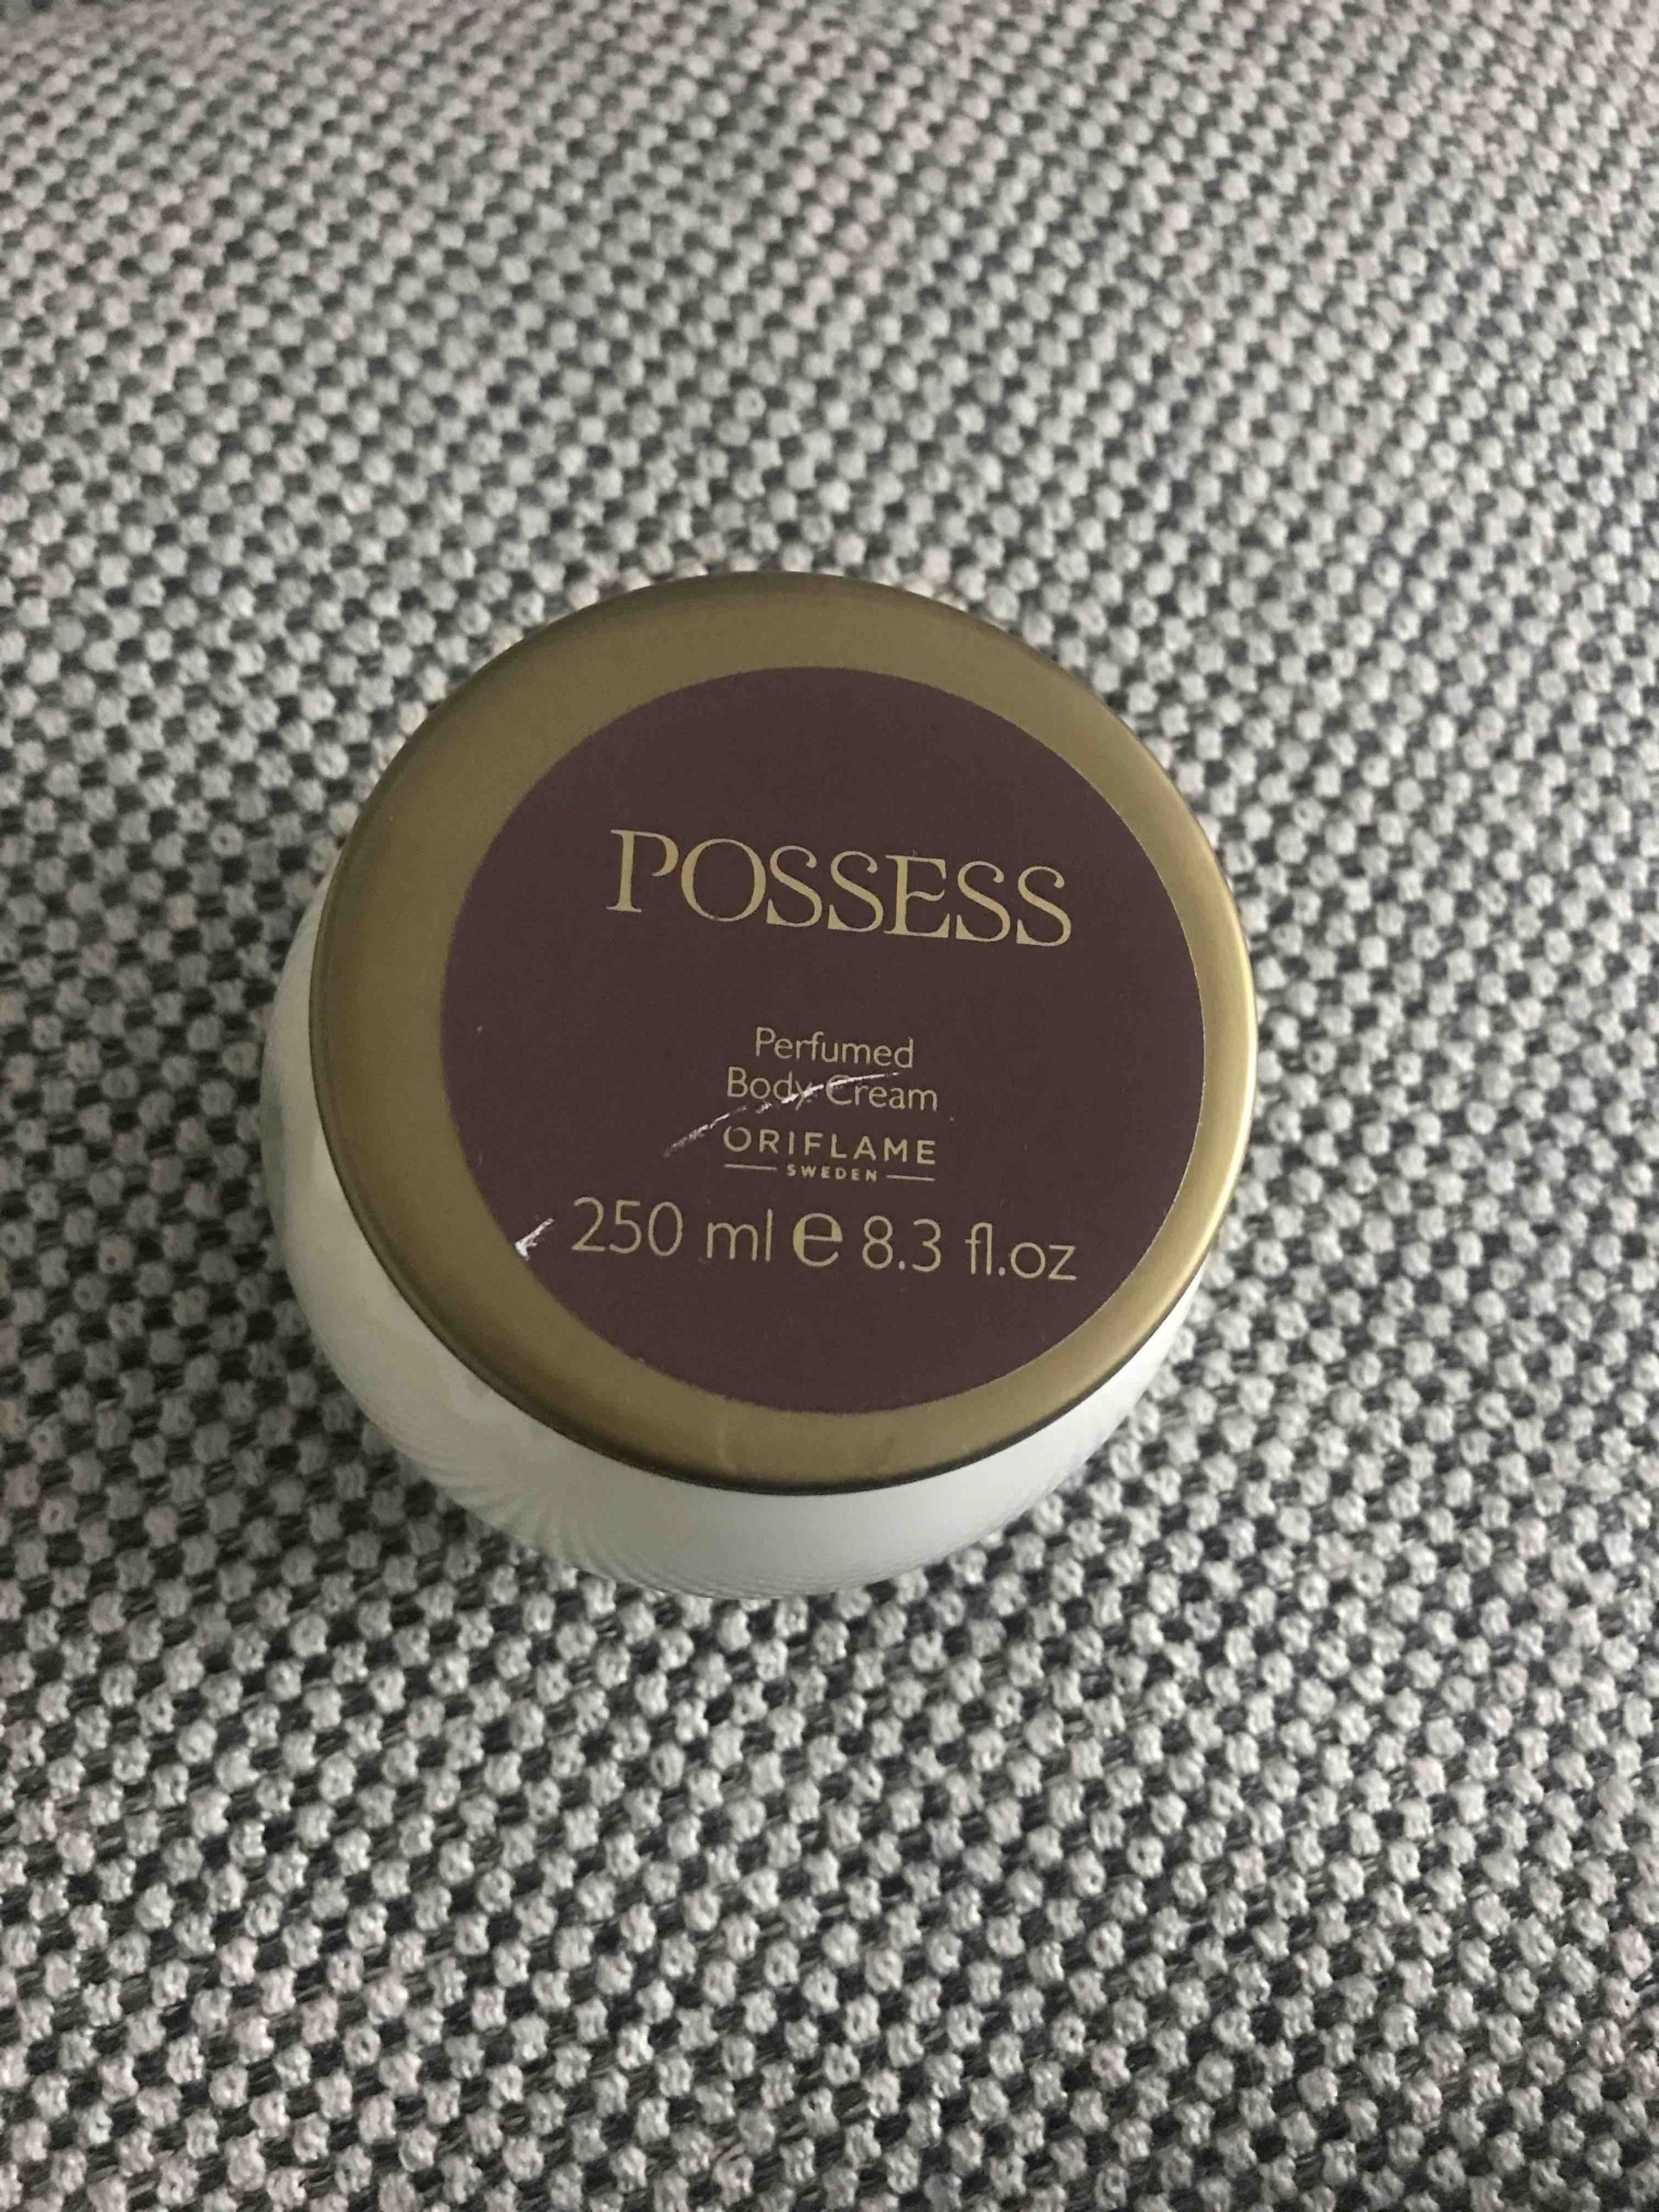 POSSESS
Perfumed
Body Cream
ORIFLAME
SWEDEN
250 ml e 8.3 fl.oz